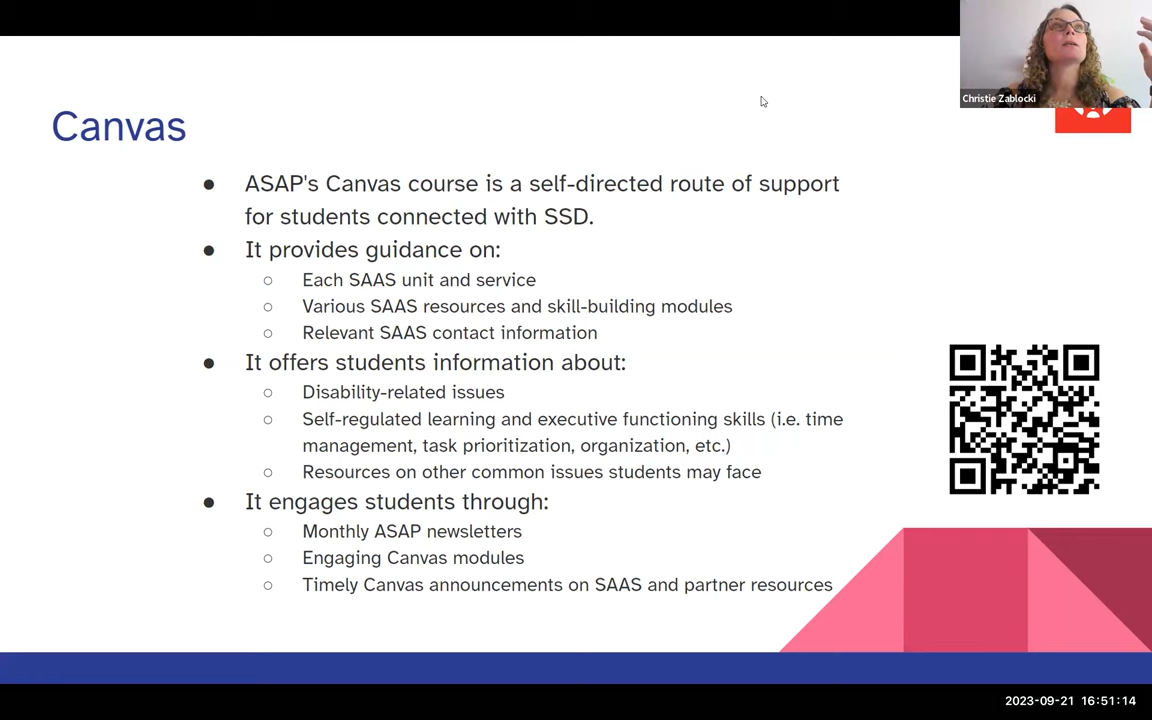 Christie Zablocki
Canvas
● ASAP's Canvas course is a self-directed route of support
for students connected with SSD.
● It provides guidance on:
○ Each SAAS unit and service
○ Various SAAS resources and skill-building modules
○ Relevant SAAS contact information
● It offers students information about:
○ Disability-related issues
○ Self-regulated learning and executive functioning skills (i.e. time
management, task prioritization, organization, etc.)
○ Resources on other common issues students may face
● It engages students through:
○ Monthly ASAP newsletters
○ Engaging Canvas modules
○ Timely Canvas announcements on SAAS and partner resources
2023-09-21 16:51:14